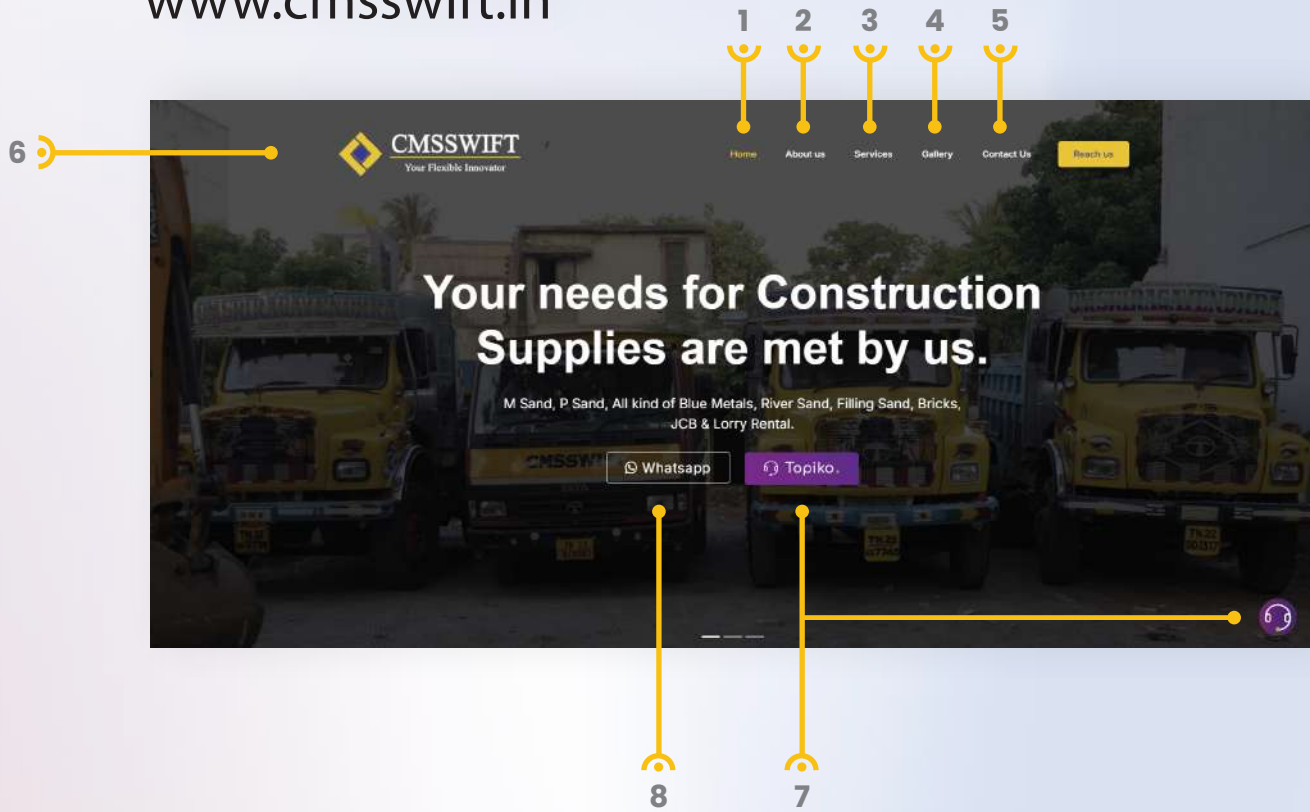 www.cmsswift.in
1 2 3 4 5
6
CMSSWIFT
Your Flexible Innovator
Home About us Services Gallery Contact Us Reach us
Your needs for Construction
Supplies are met by us.
M Sand, P Sand, All kind of Blue Metals, River Sand, Filling Sand, Bricks,
JCB & Lorry Rental.
Whatsapp Topiko.
8 7